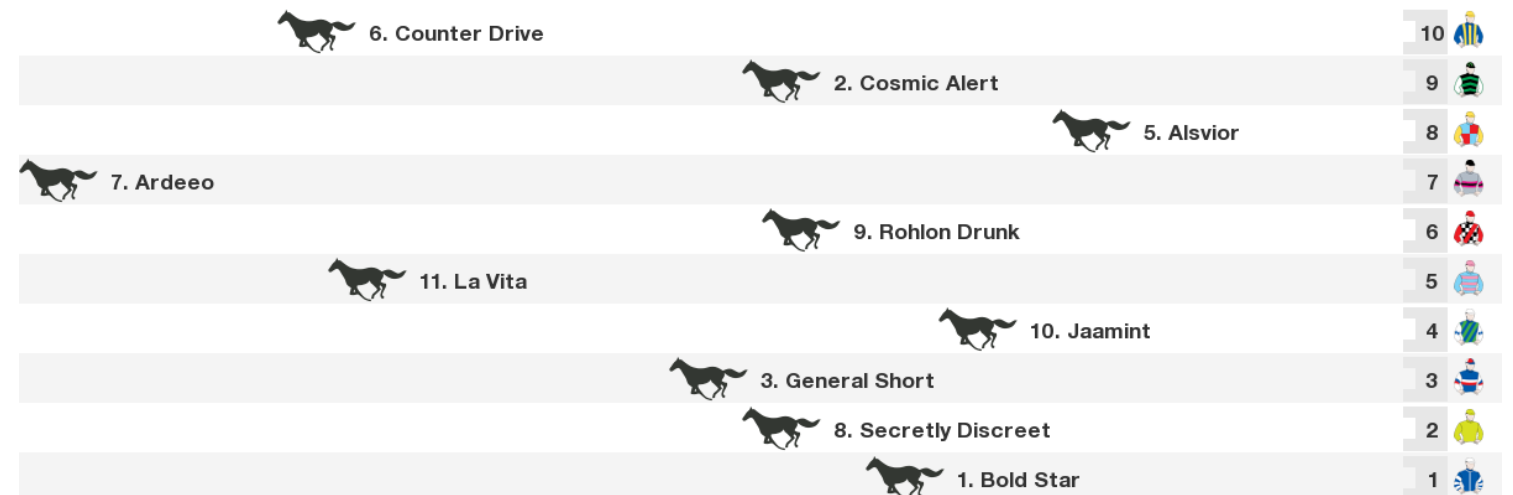 6. Counter Drive 10
2. Cosmic Alert 9
5. Alsvior 8
7. Ardeeo 7
9. Rohlon Drunk 6
11. La Vita 5
10. Jaamint 4
3. General Short 3
8. Secretly Discreet 2
1. Bold Star 1